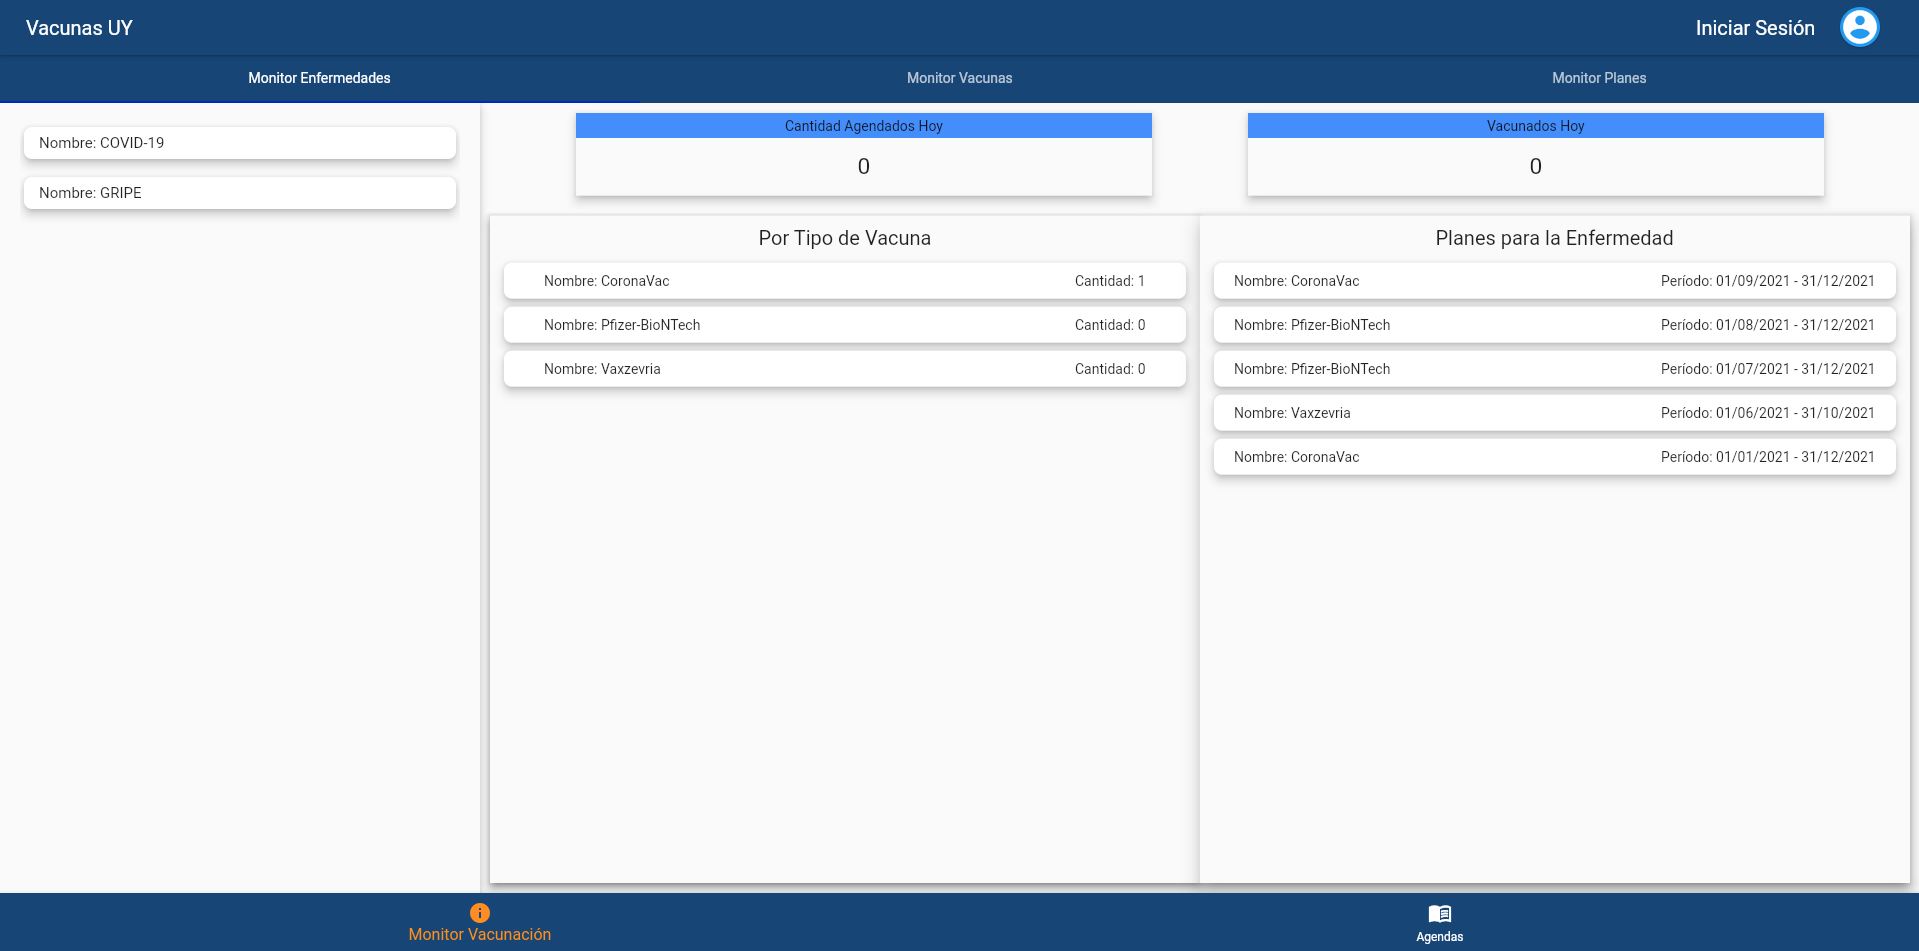 Vacunas UY
Iniciar Sesión
Monitor Enfermedades
Monitor Vacunas
Monitor Planes
Nombre: COVID-19
Nombre: GRIPE
Cantidad Agendados Hoy
0
Vacunados Hoy
0
Por Tipo de Vacuna
Nombre: CoronaVac Cantidad: 1
Nombre: Pfizer-BioNTech Cantidad: 0
Nombre: Vaxzevria Cantidad: 0
Planes para la Enfermedad
Nombre: CoronaVac Período: 01/09/2021 - 31/12/2021
Nombre: Pfizer-BioNTech Período: 01/08/2021 - 31/12/2021
Nombre: Pfizer-BioNTech Período: 01/07/2021 - 31/12/2021
Nombre: Vaxzevria Período: 01/06/2021 - 31/10/2021
Nombre: CoronaVac Período: 01/01/2021 - 31/12/2021
Monitor Vacunación
Agendas